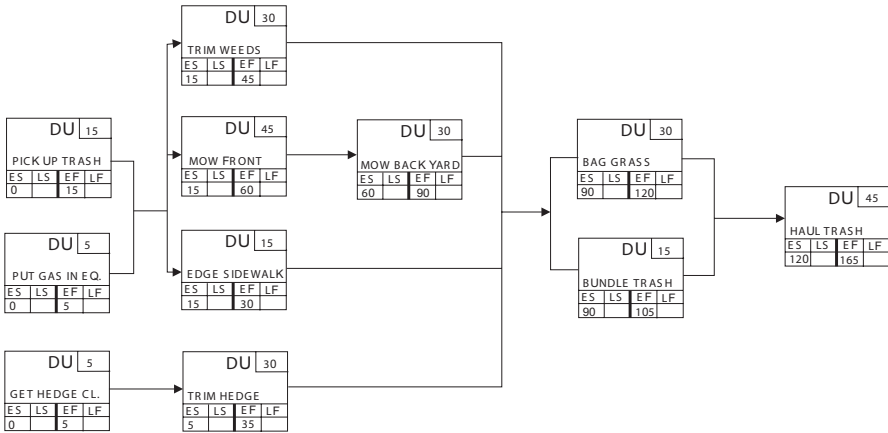 DU 30
TRIM WEEDS
ES LS EF LF
15 45
DU 15
PICK UP TRASH
ES LS EF LF
0 15
DU 45
MOW FRONT
ES LS EF LF
15 60
DU 30
MOW BACK YARD
ES LS EF LF
60 90
DU 30
BAG GRASS
ES LS EF LF
90 120
DU 45
HAUL TRASH
ES LS EF LF
120 165
DU 5
PUT GAS IN EQ.
ES LS EF LF
0 5
DU 15
EDGE SIDEWALK
ES LS EF LF
15 30
DU 15
BUNDLE TRASH
ES LS EF LF
90 105
DU 5
GET HEDGE CL.
ES LS EF LF
0 5
DU 30
TRIM HEDGE
ES LS EF LF
5 35